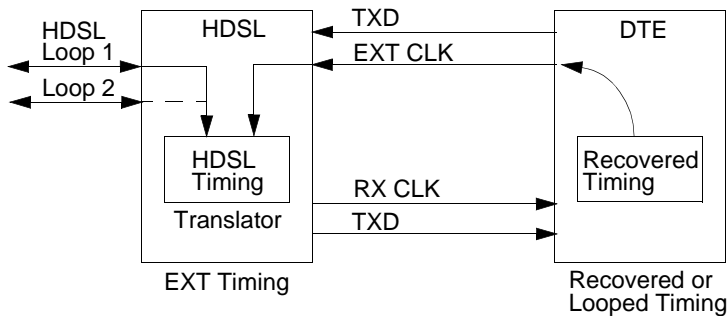 HDSL
Loop 1
Loop 2
HDSL
TXD
EXT CLK
DTE
HDSL
Timing
Translator
Recovered
Timing
RX CLK
TXD
EXT Timing
Recovered or
Looped Timing